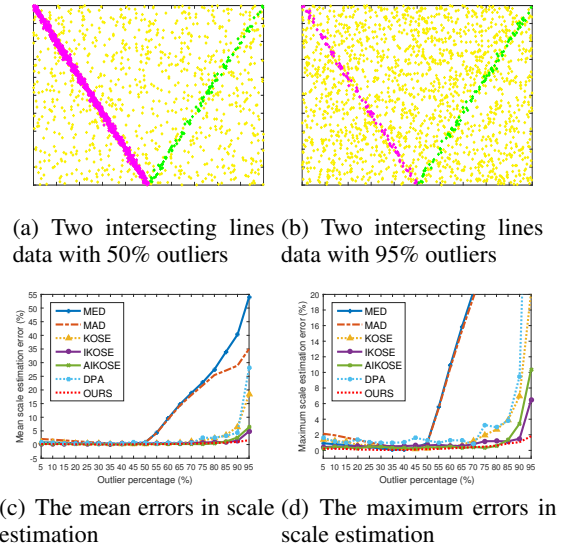 (a) Two intersecting lines
data with 50% outliers
(b) Two intersecting lines
data with 95% outliers
Mean scale estimation error (%)
55
50
45
40
35
30
25
20
15
10
5
0
-5
MED
MAD
KOSE
IKOSE
AIKOSE
DPA
OURS
5 10 15 20 25 30 35 40 45 50 55 60 65 70 75 80 85 90 95
Outlier percentage (%)
Maximum scale estimation error (%)
20
18
16
14
12
10
8
6
4
2
0
MED
MAD
KOSE
IKOSE
AIKOSE
DPA
OURS
5 10 15 20 25 30 35 40 45 50 55 60 65 70 75 80 85 90 95
Outlier percentage (%)
(c) The mean errors in scale
estimation
(d) The maximum errors in
scale estimation